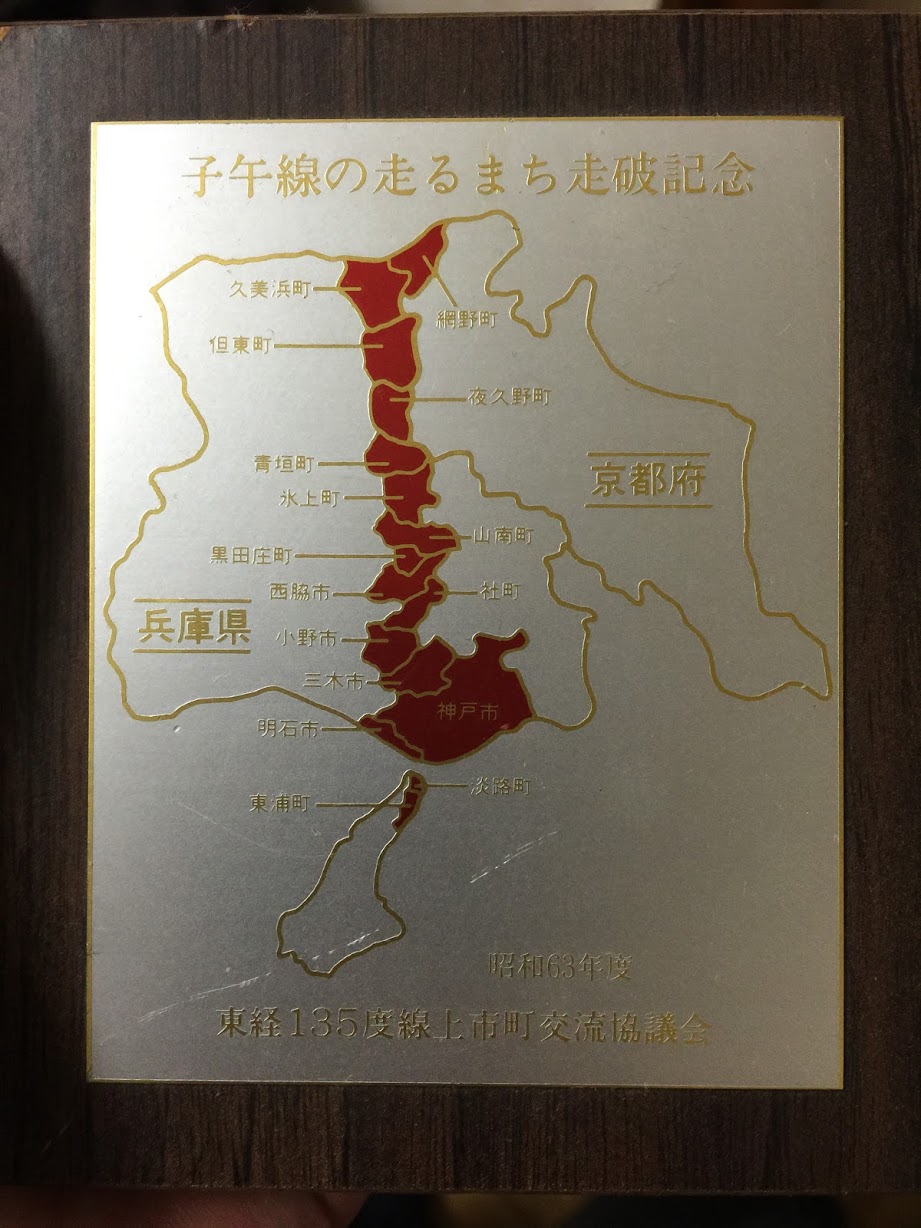 子午線の走るまち走破記念
久美浜町
網野町
但東町
夜久野町
青垣町
京都府
氷上町
山南町
黒田庄町
西脇市
社町
兵庫県
小野市
三木市
神戸市
明石市
淡路町
東浦町
昭和63年度
東経135度線上市町交流協議会